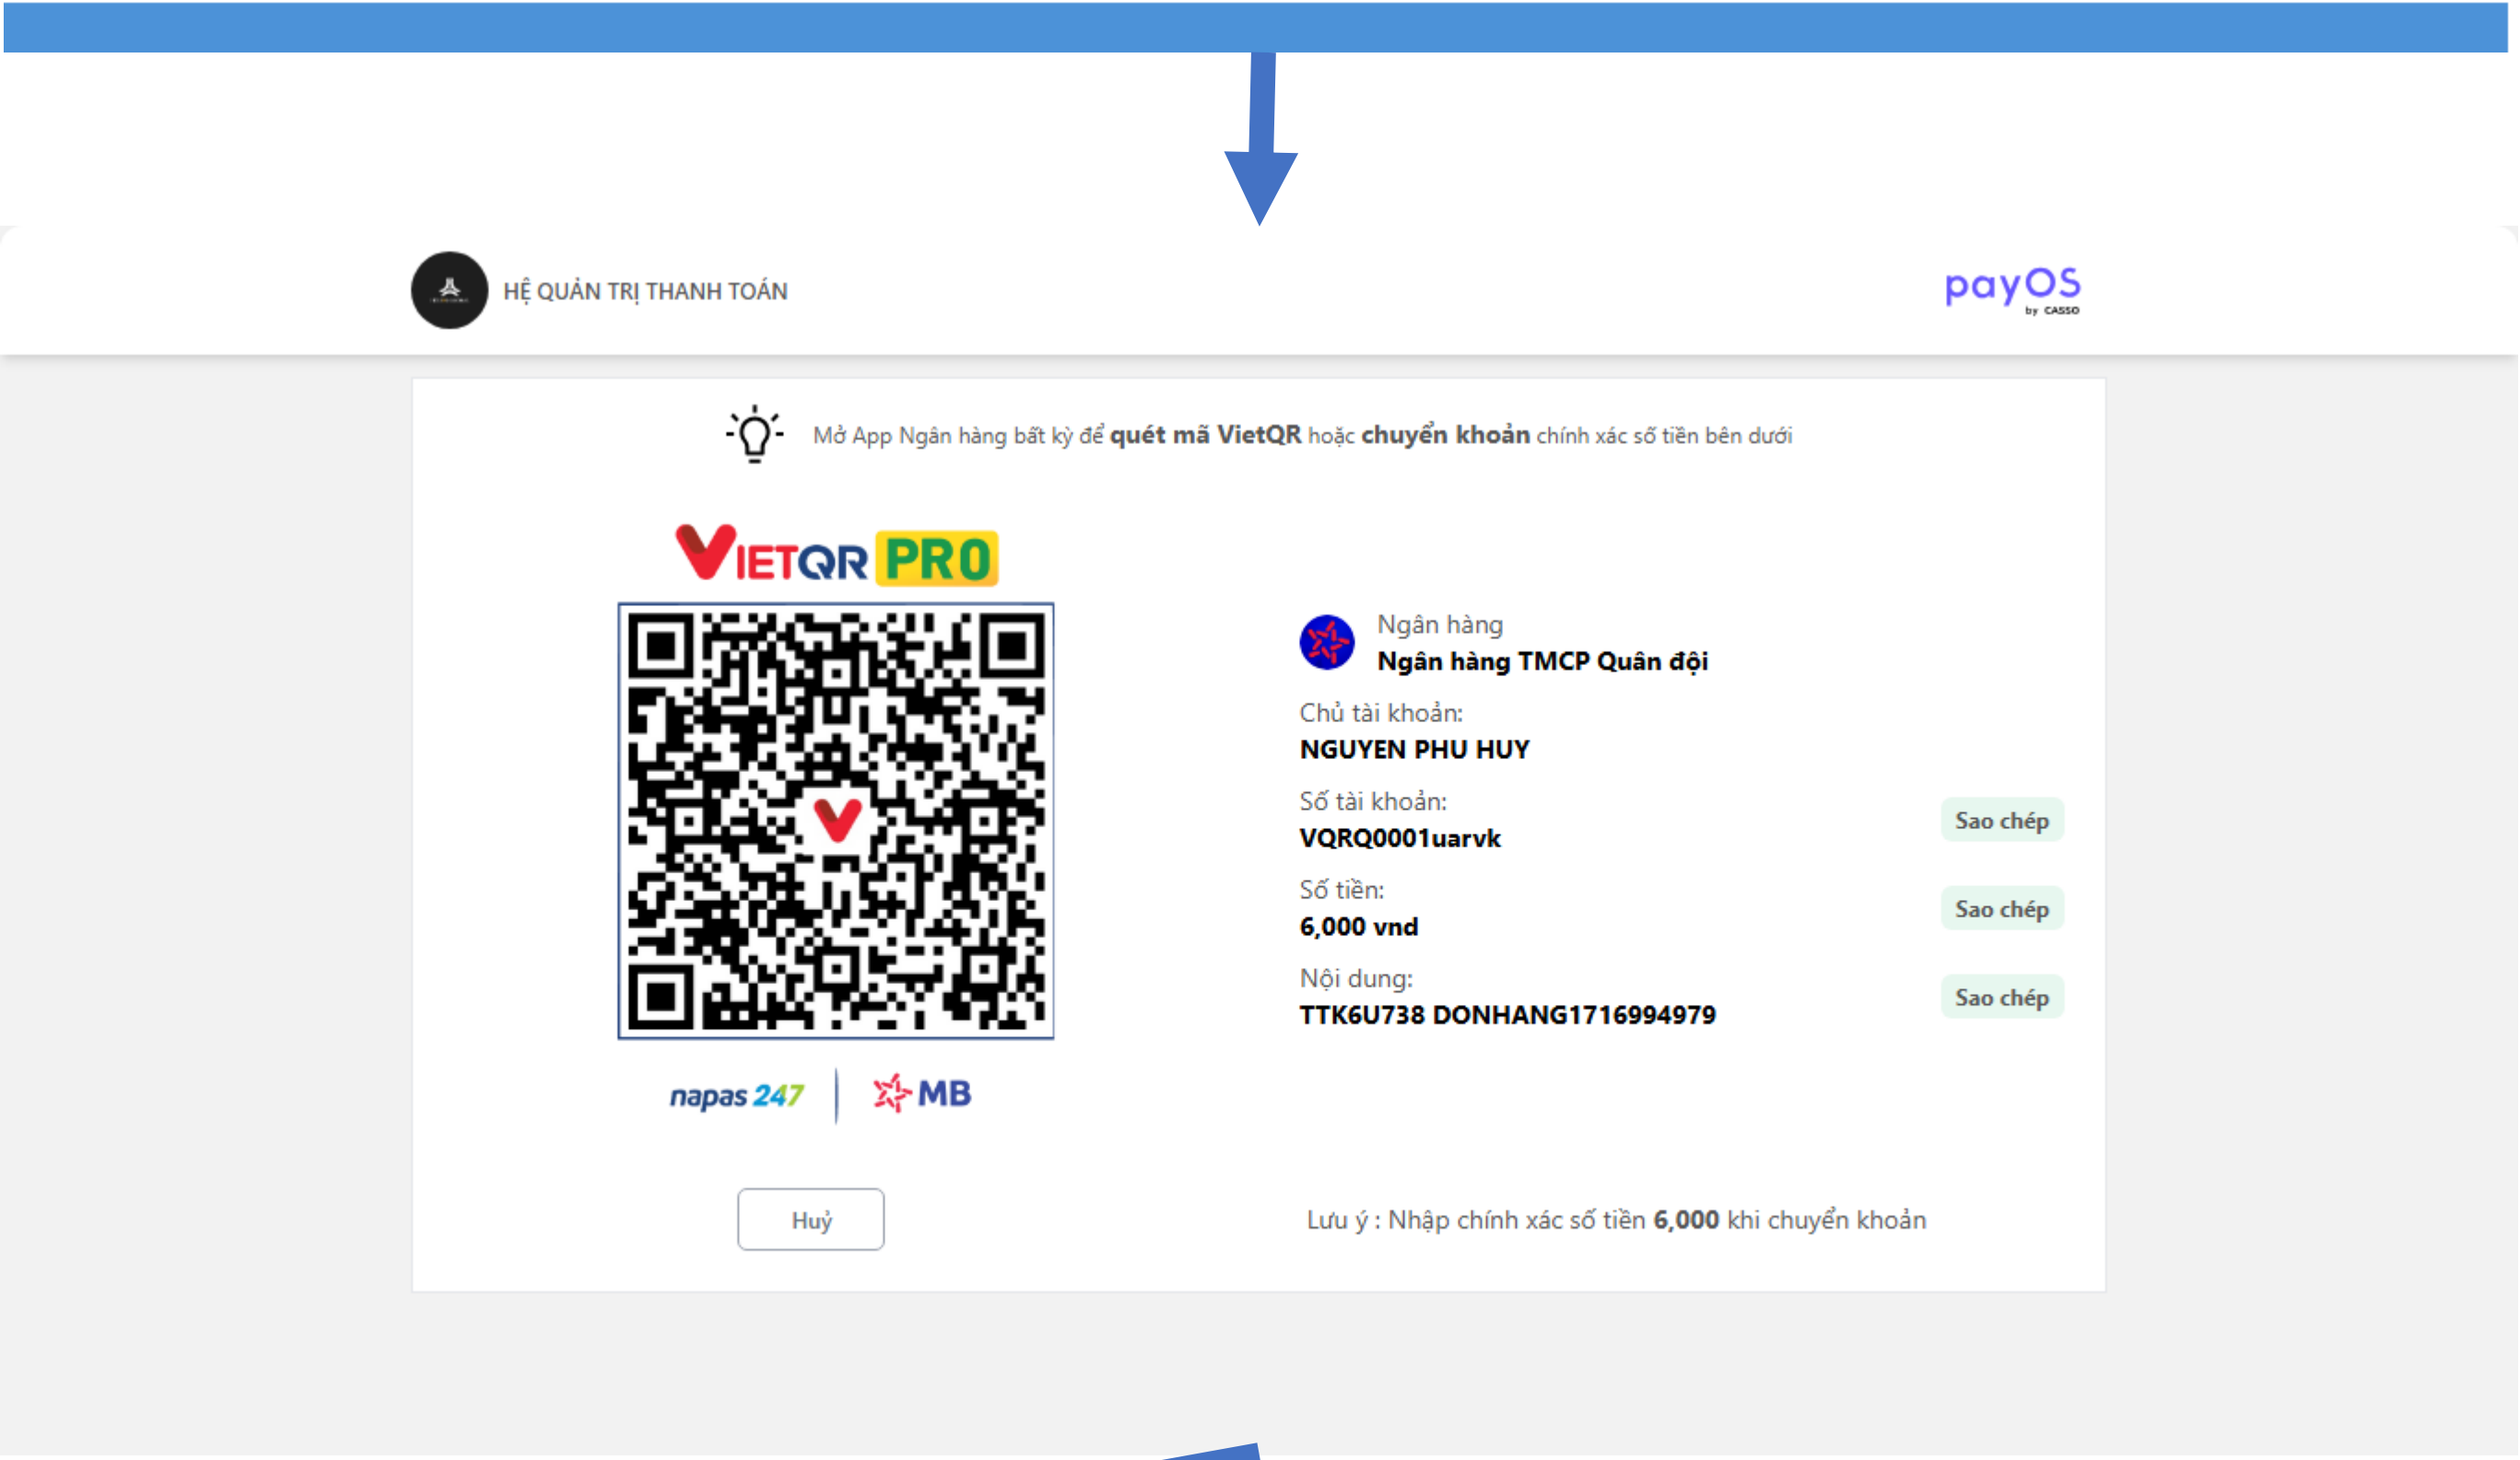 HỆ QUẢN TRỊ THANH TOÁN
payOS
by CASSO
Mở App Ngân hàng bất kỳ để quét mã VietQR hoặc chuyển khoản chính xác số tiền bên dưới
VIETQR PRO
Ngân hàng
Ngân hàng TMCP Quân đội
Chủ tài khoản:
NGUYEN PHU HUY
Số tài khoản:
VQRQ0001uarvk
Sao chép
Số tiền:
6,000 vnd
Sao chép
Nội dung:
TTK6U738 DONHANG1716994979
Sao chép
napas 247
MB
Huỷ
Lưu ý : Nhập chính xác số tiền 6,000 khi chuyển khoản